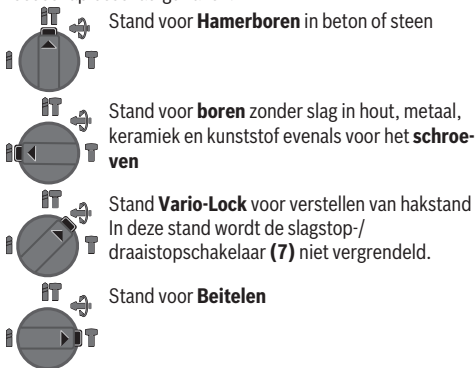 Stand voor Hamerboren in beton of steen
Stand voor boren zonder slag in hout, metaal,
keramiek en kunststof evenals voor het schroe-
ven
Stand Vario-Lock voor verstellen van hakstand
In deze stand wordt de slagstop-/
draaistopschakelaar (7) niet vergrendeld.
Stand voor Beitelen